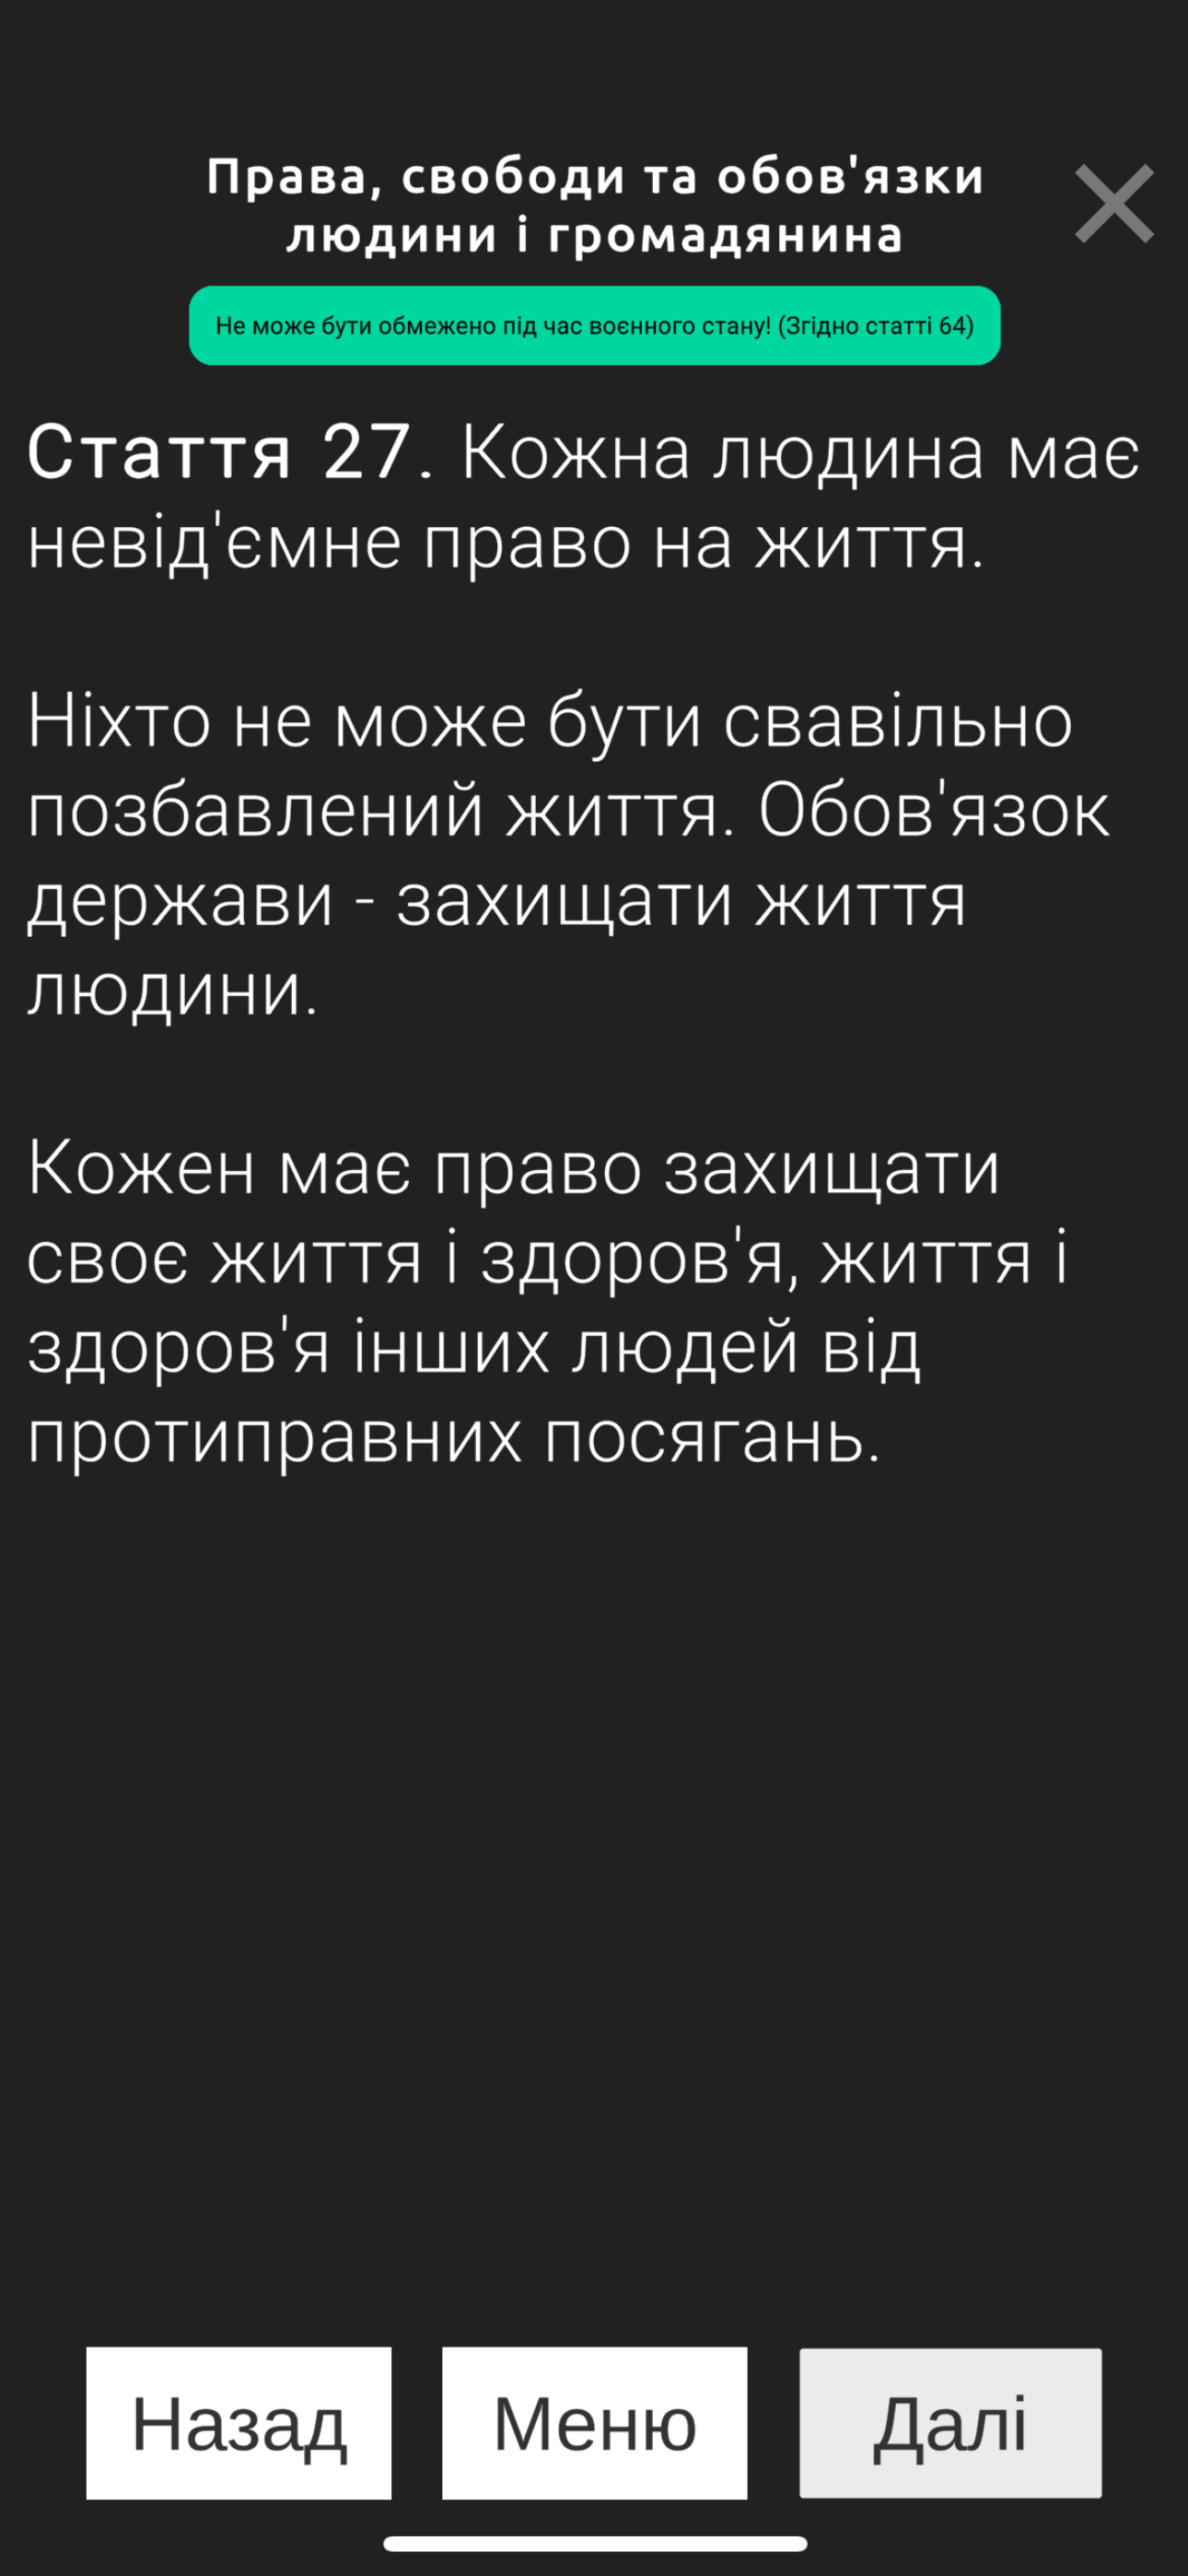 Права, свободи та обов'язки
людини і громадянина
Не може бути обмежено під час воєнного стану! (Згідно статті 64)
Стаття 27. Кожна людина має
невід'ємне право на життя.
Ніхто не може бути свавільно
позбавлений життя. Обов'язок
держави - захищати життя
людини.
Кожен має право захищати
своє життя і здоров'я, життя і
здоров'я інших людей від
протиправних посягань.
Назад
Меню
Далі